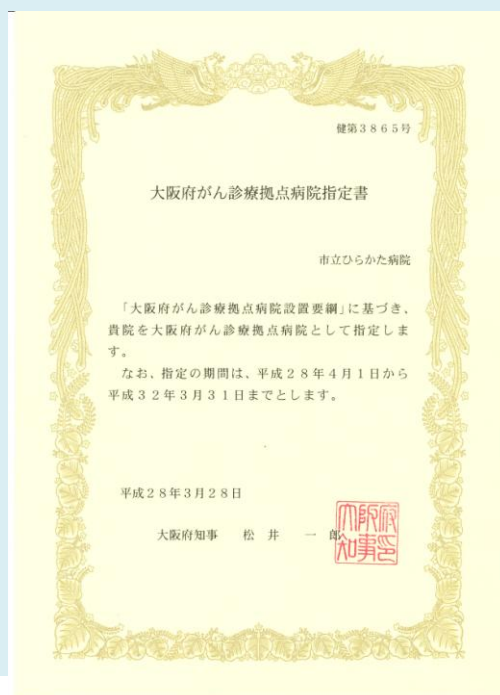 健第3865号
大阪府がん診療拠点病院指定書
市立ひらかた病院
「大阪府がん診療拠点病院設置要綱」に基づき、
貴院を大阪府がん診療拠点病院として指定しま
す。
なお、指定の期間は、平成28年4月1日から
平成32年3月31日までとします。
平成28年3月28日
大阪府知事 松井 一郎
大阪府知事印